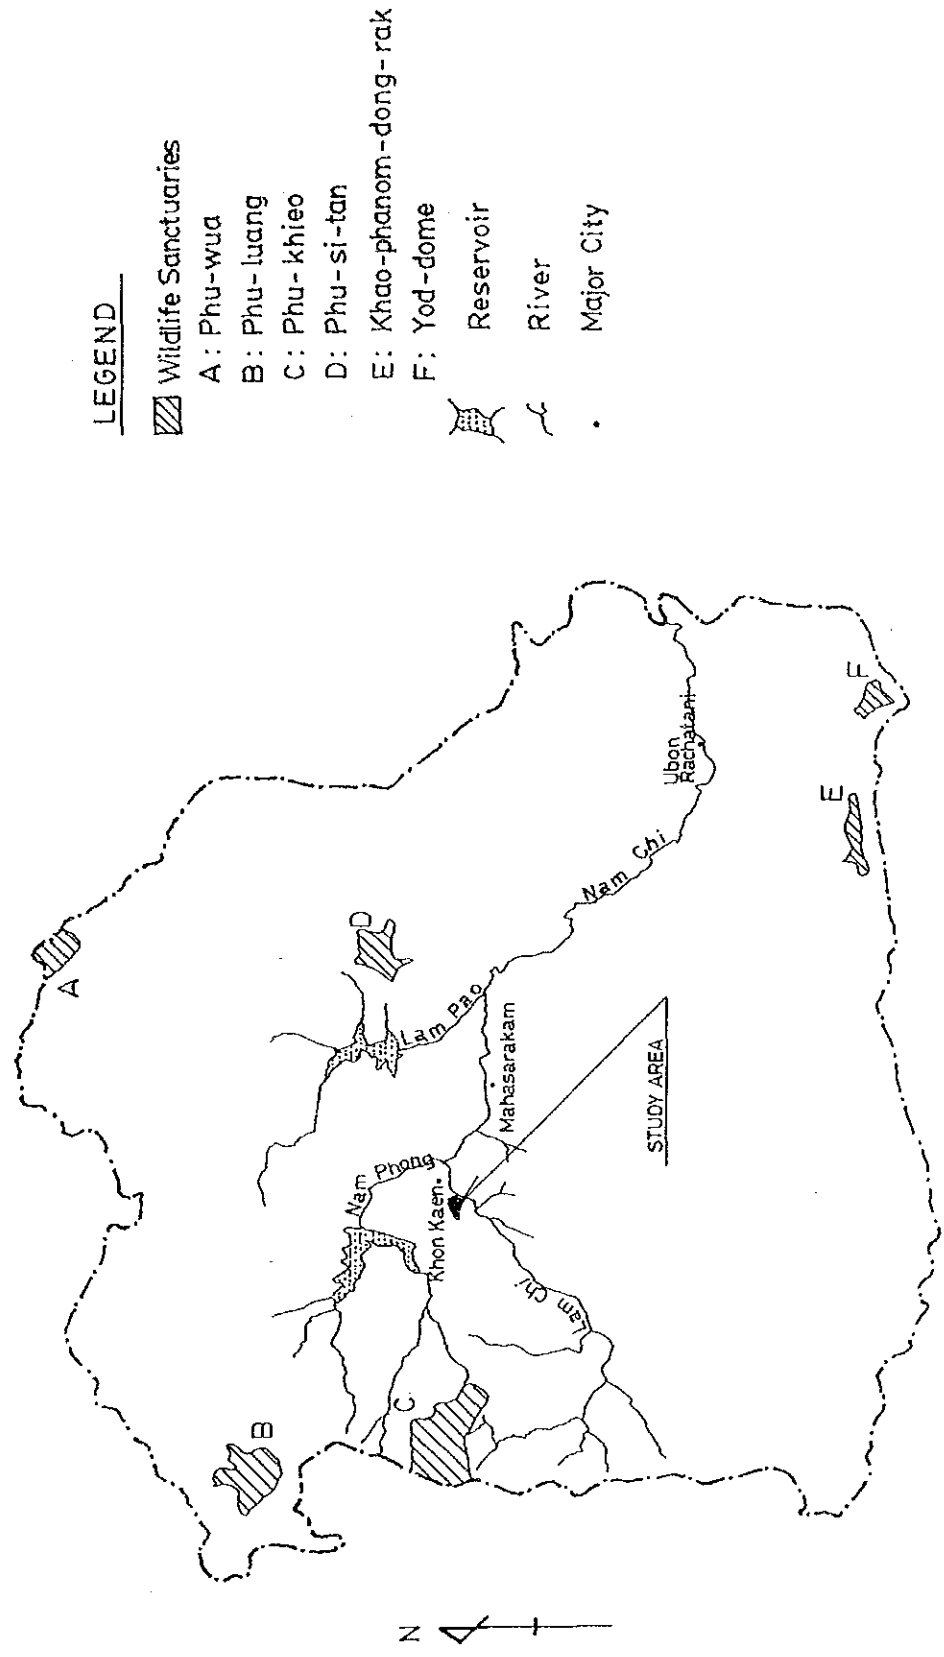 LEGEND
Wildlife Sanctuaries
A: Phu-wua
B: Phu-luang
C: Phu-khieo
D: Phu-si-tan
E: Khao-phanom-dong-rak
F: Yod-dome
Reservoir
River
Major City
N
A
B
C
D
E
F
Nam Phong
Khon Kaen
Lam Pao
Mahasarakam
Lam Chi
Nam Chi
Ubon
Rachatani
STUDY AREA